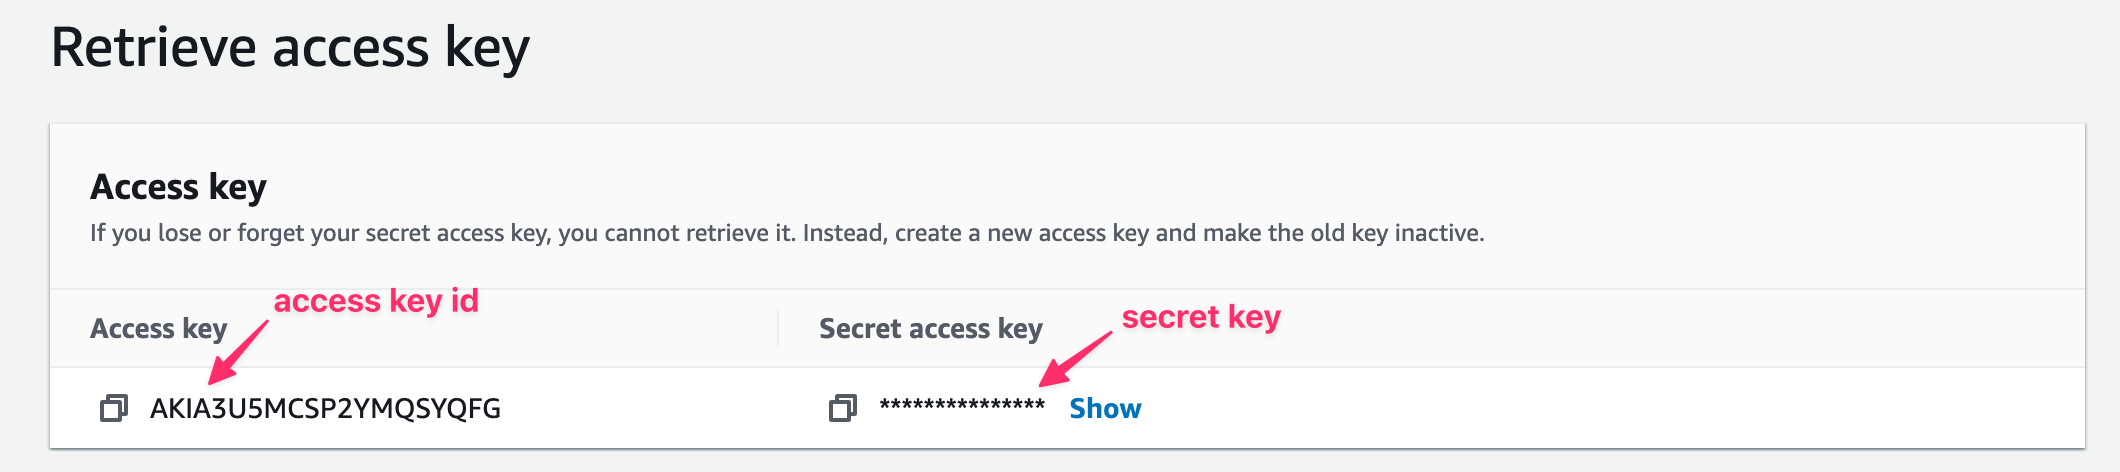 Retrieve access key
Access key
If you lose or forget your secret access key, you cannot retrieve it. Instead, create a new access key and make the old key inactive.
access key id
secret key
Access key
Secret access key
AKIA3U5MCSP2YMQSYQFG
*************** Show